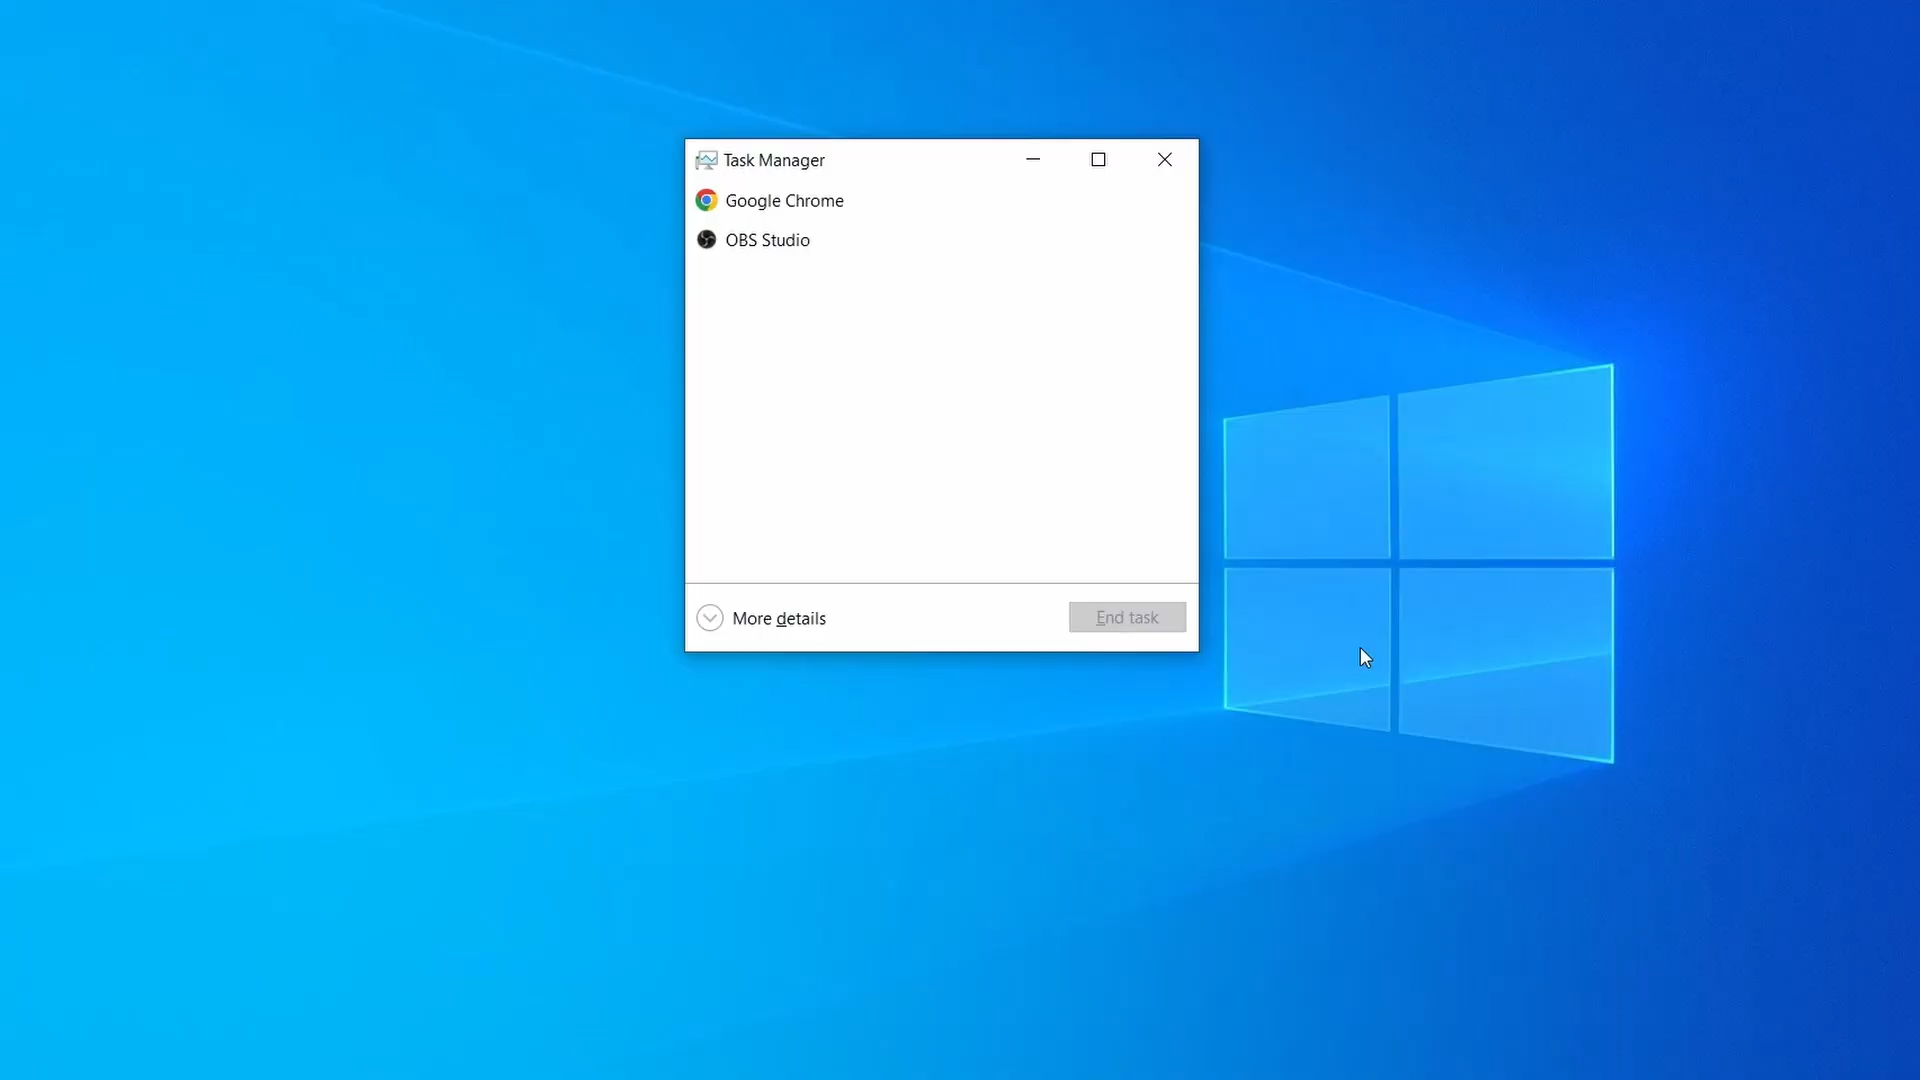 Task Manager
Google Chrome
OBS Studio
More details
End task